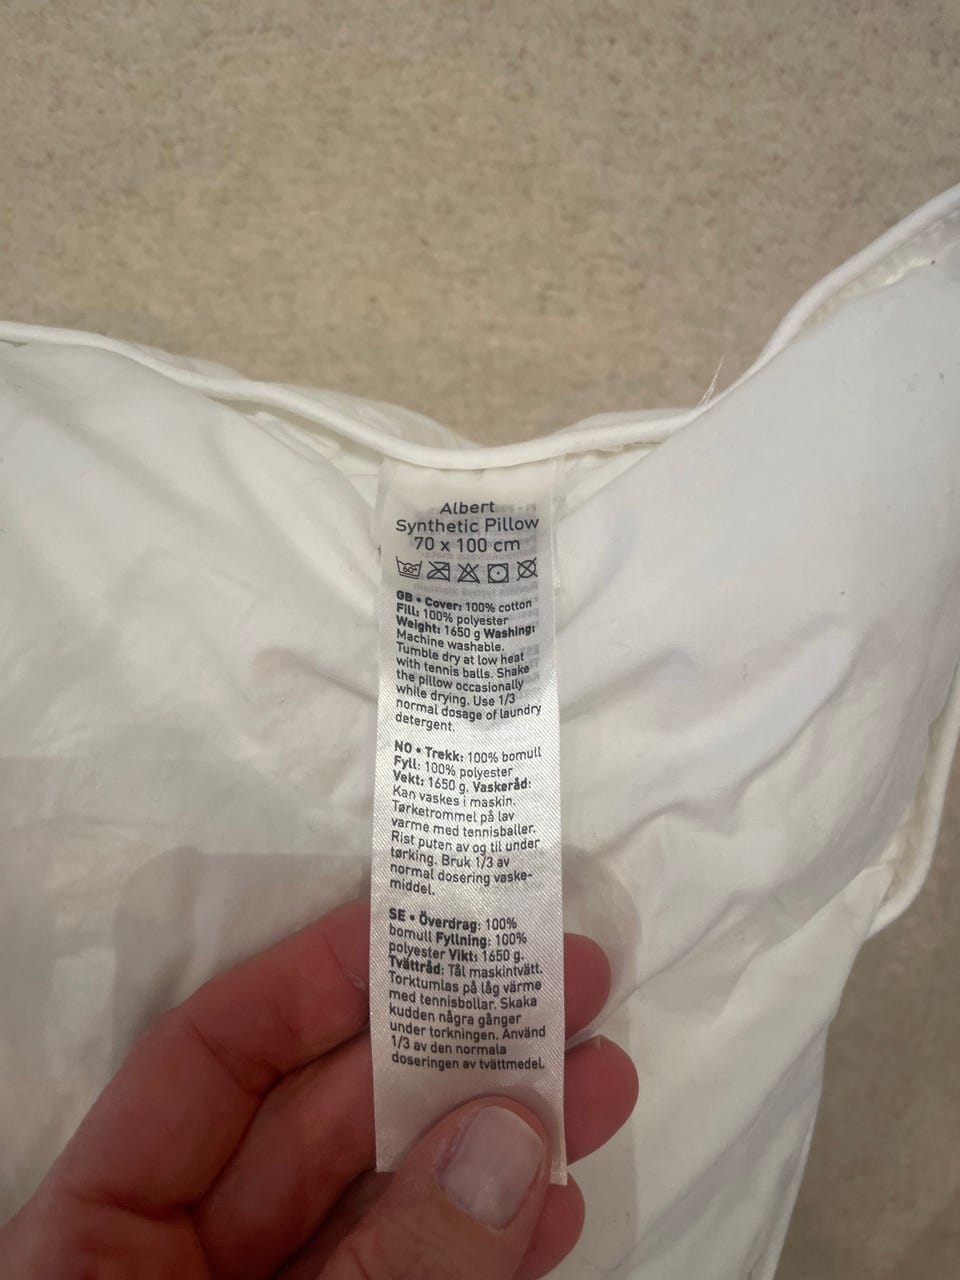 Albert
Synthetic Pillow
70 x 100 cm
60°
GB • Cover: 100% cotton
Fill: 100% polyester
Weight: 1650 g Washing:
Machine washable.
Tumble dry at low heat
with tennis balls. Shake
the pillow occasionally
while drying. Use 1/3
normal dosage of laundry
detergent.
NO • Trekk: 100% bomull
Fyll: 100% polyester
Vekt: 1650 g. Vaskeråd:
Kan vaskes i maskin.
Tørketrommel på lav
varme med tennisballer.
Rist puten av og til under
tørking. Bruk 1/3 av
normal dosering vaske-
middel.
SE • Överdrag: 100%
bomull Fyllning: 100%
polyester Vikt: 1650 g.
Tvättråd: Tål maskintvätt.
Torktumlas på låg värme
med tennisbollar. Skaka
kudden några gånger
under torkningen. Använd
1/3 av den normala
doseringen av tvättmedel.